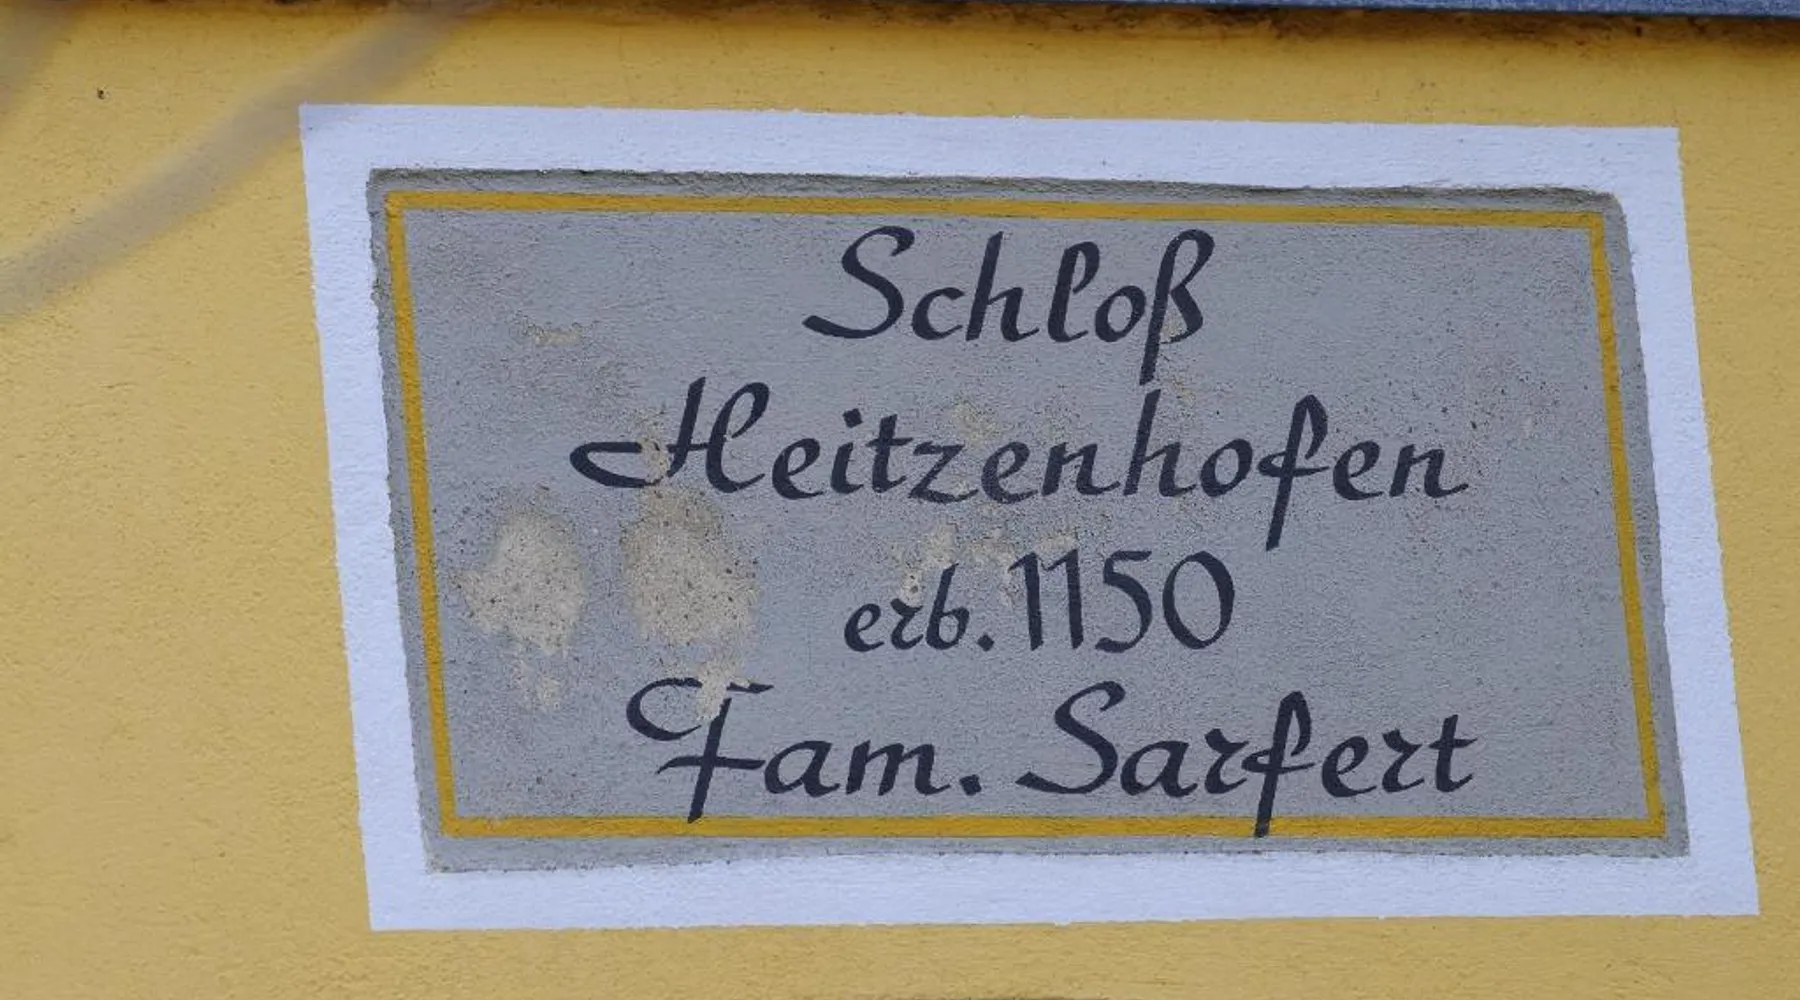 Schloß
Heitzenhofen
erb. 1150
Fam. Sarfert